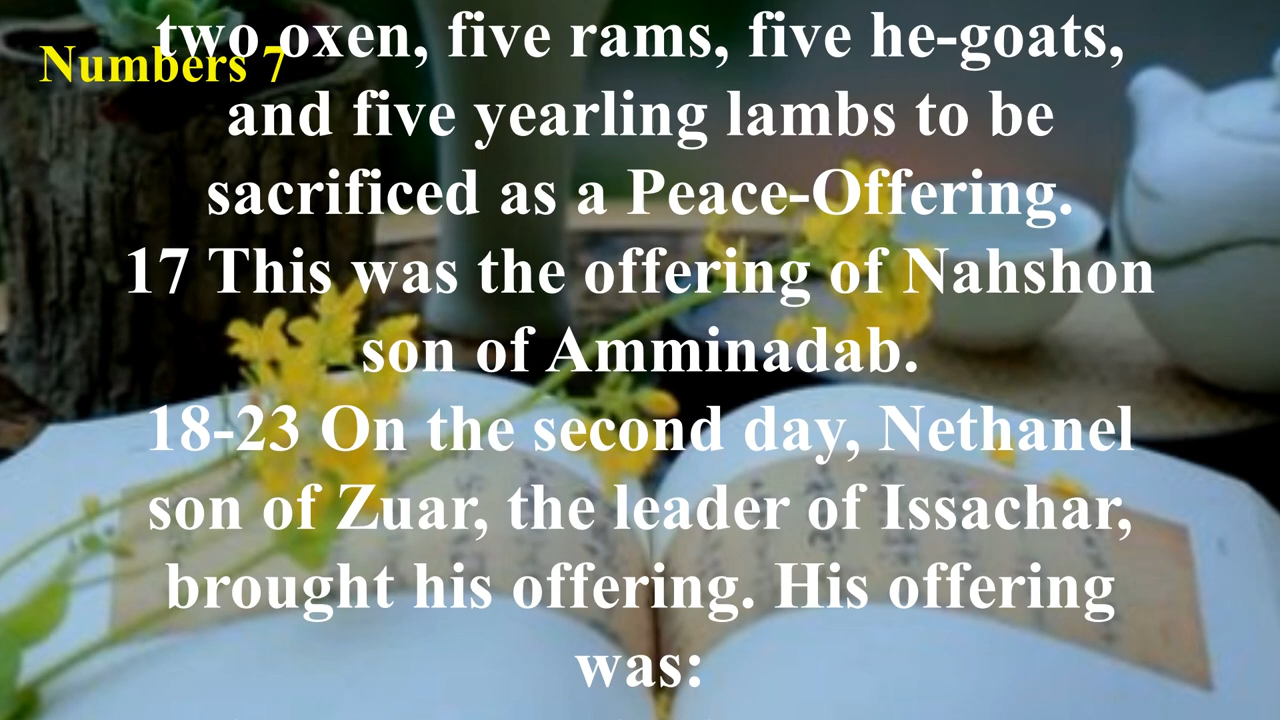 Numbers 7
two oxen, five rams, five he-goats,
and five yearling lambs to be
sacrificed as a Peace-Offering.
17 This was the offering of Nahshon
son of Amminadab.
18-23 On the second day, Nethanel
son of Zuar, the leader of Issachar,
brought his offering. His offering
was: